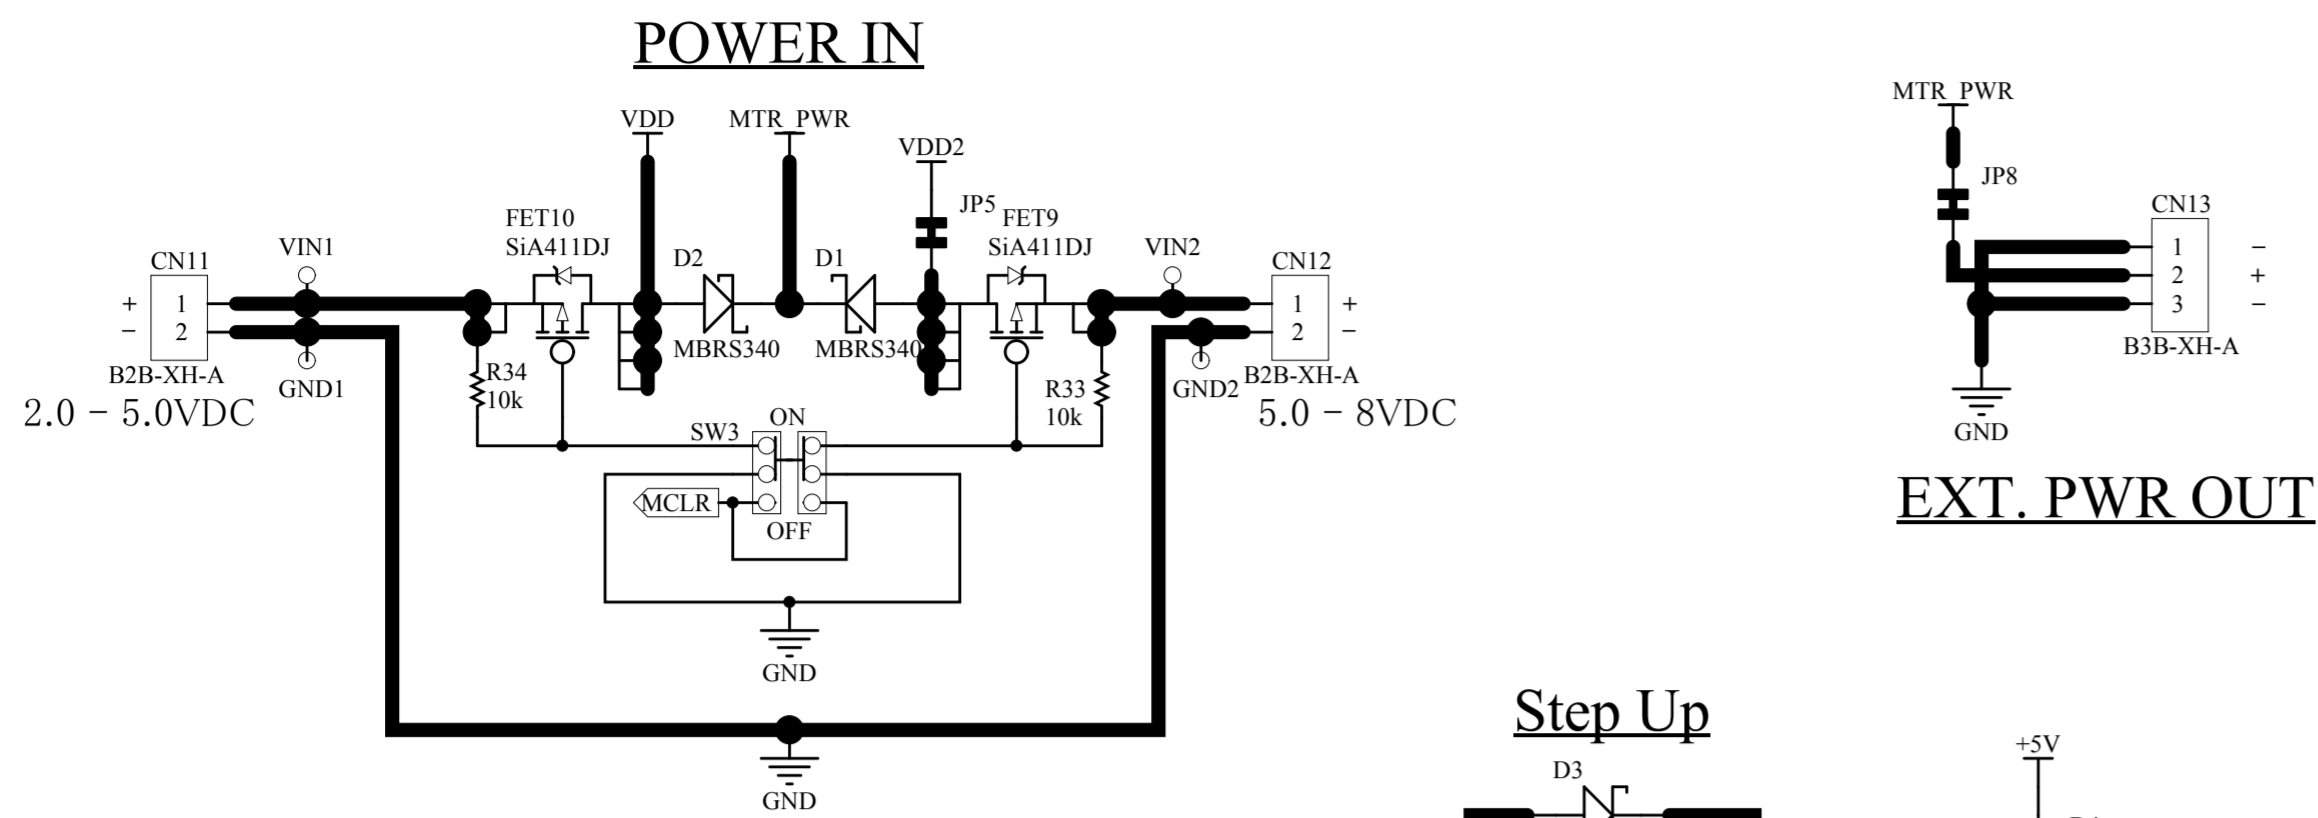 POWER IN
VDD
MTR_PWR
VDD2
JP5
FET10
SiA411DJ
FET9
SiA411DJ
CN11
VIN1
D2
D1
VIN2
CN12
+ 1
− 2
1 +
2 −
MBRS340
MBRS340
B2B-XH-A
GND1
R34
10k
R33
10k
GND2
B2B-XH-A
2.0 − 5.0VDC
5.0 − 8VDC
SW3
ON
MCLR
OFF
GND
GND
MTR_PWR
JP8
CN13
1 −
2 +
3 −
B3B-XH-A
GND
EXT. PWR OUT
Step Up
D3
+5V